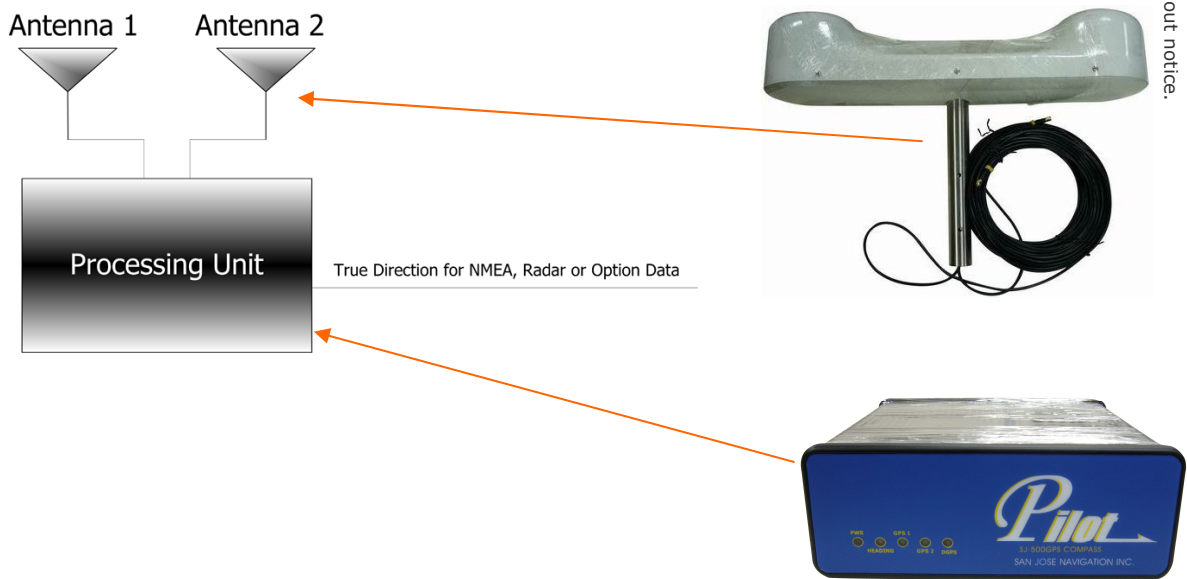 Antenna 1
Antenna 2
out notice.
Processing Unit
True Direction for NMEA, Radar or Option Data
Pilot
PWR
GPS 1
HEADING
GPS 2
DGPS
SJ-500GPS COMPASS
SAN JOSE NAVIGATION INC.